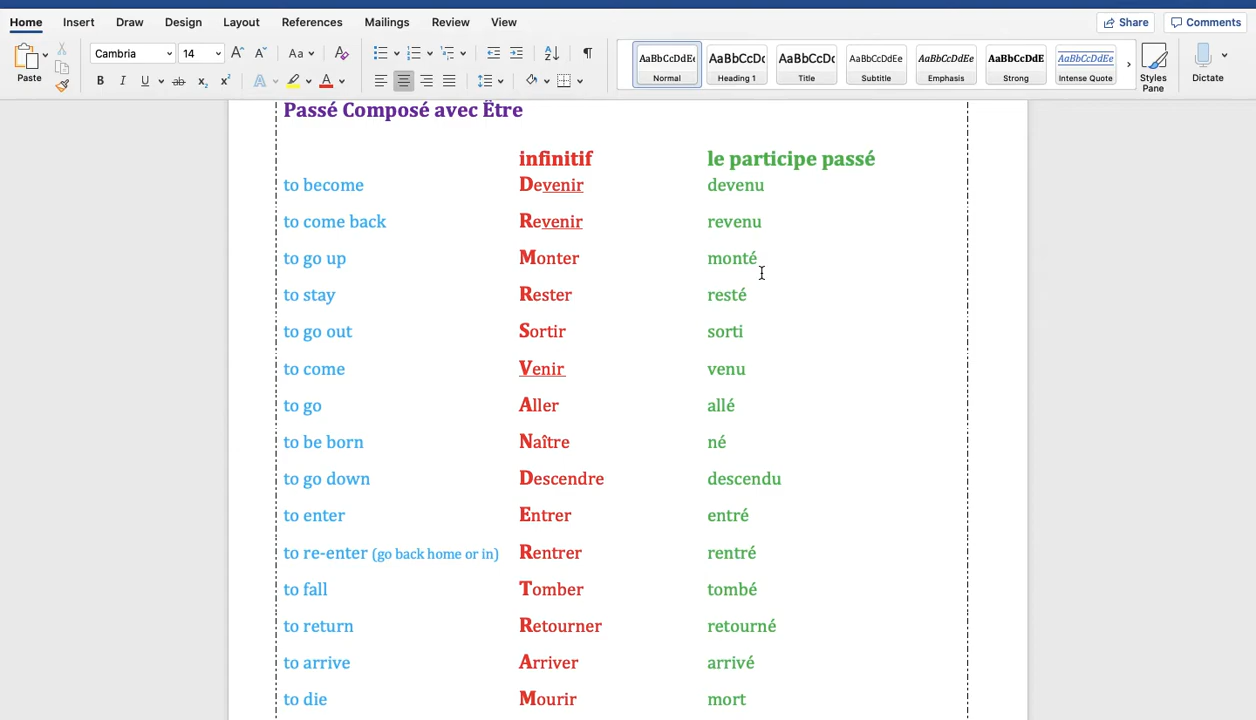 Home Insert Draw Design Layout References Mailings Review View Share Comments
Paste Cambria 14 Aa AaBbCcDdEe AaBbCcDc AaBbCcDc AaBbCcDdEe AaBbCcDdEe AaBbCcDdE AaBbCcDdEe Dictate
Normal Heading 1 Title Subtitle Emphasis Strong Intense Quote Styles Pane
Passé Composé avec Être
infinitif le participe passé
to become Devenir devenu
to come back Revenir revenu
to go up Monter monté
to stay Rester resté
to go out Sortir sorti
to come Venir venu
to go Aller allé
to be born Naître né
to go down Descendre descendu
to enter Entrer entré
to re-enter (go back home or in) Rentrer rentré
to fall Tomber tombé
to return Retourner retourné
to arrive Arriver arrivé
to die Mourir mort